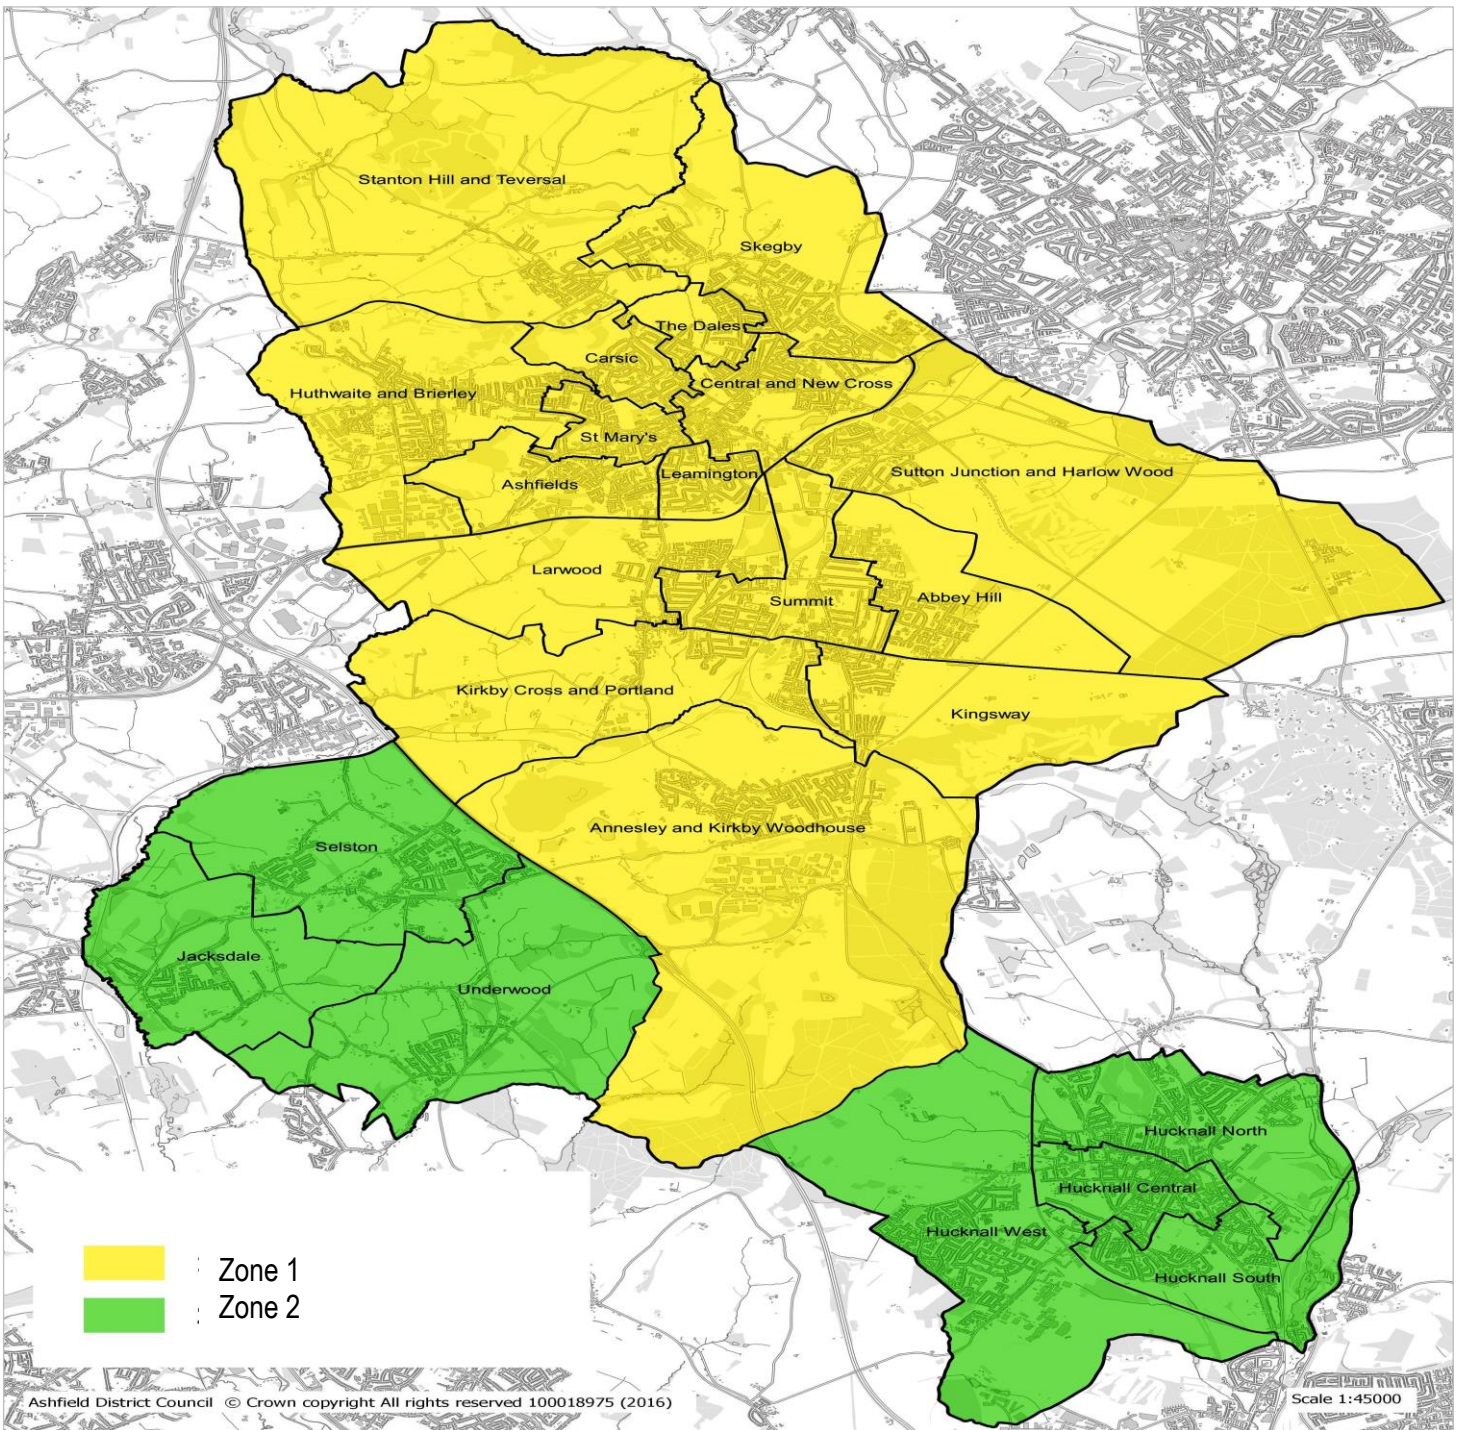 Stanton Hill and Teversal
Skegby
The Dales
Carsic
Central and New Cross
Huthwaite and Brierley
St Mary's
Leamington
Sutton Junction and Harlow Wood
Ashfields
Larwood
Abbey Hill
Summit
Kirkby Cross and Portland
Kingsway
Annesley and Kirkby Woodhouse
Selston
Jacksdale
Underwood
Hucknall North
Hucknall Central
Hucknall West
Hucknall South
: Zone 1
: Zone 2
Ashfield District Council © Crown copyright All rights reserved 100018975 (2016)
Scale 1:45000